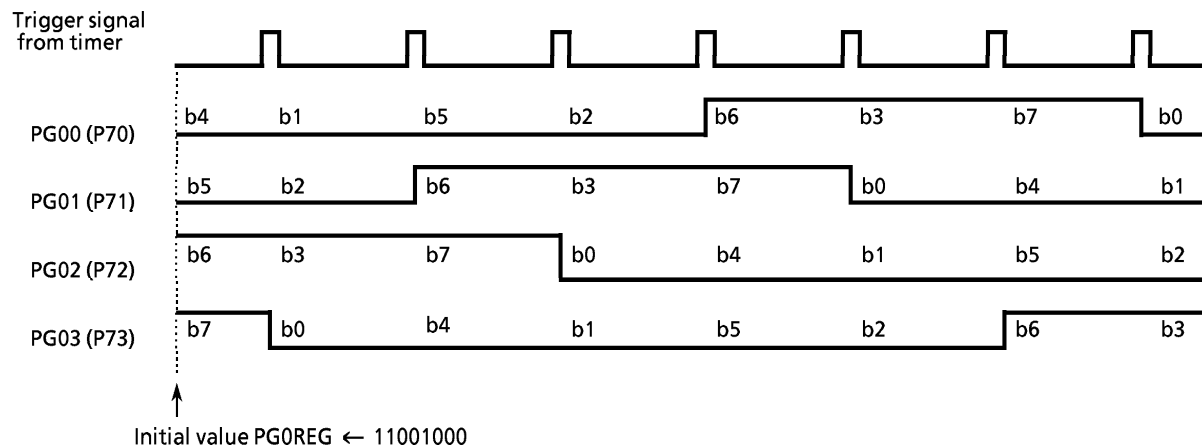 Trigger signal
from timer
PG00 (P70) b4 b1 b5 b2 b6 b3 b7 b0
PG01 (P71) b5 b2 b6 b3 b7 b0 b4 b1
PG02 (P72) b6 b3 b7 b0 b4 b1 b5 b2
PG03 (P73) b7 b0 b4 b1 b5 b2 b6 b3
Initial value PG0REG ← 11001000